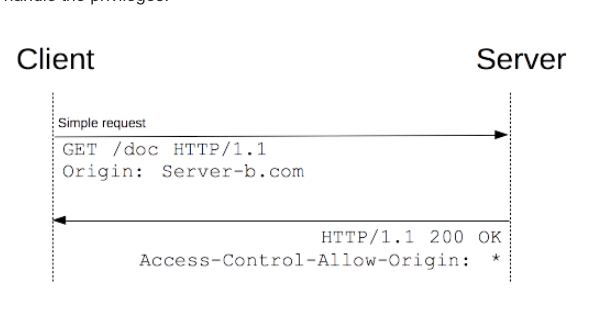 handle the privileges.
Client
Server
Simple request
GET /doc HTTP/1.1
Origin: Server-b.com
HTTP/1.1 200 OK
Access-Control-Allow-Origin: *